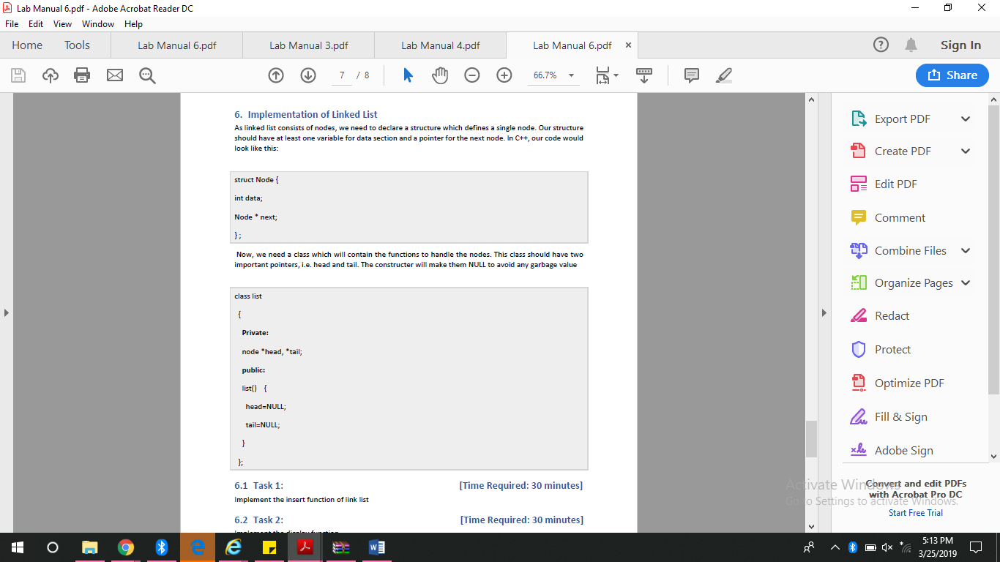 Lab Manual 6.pdf - Adobe Acrobat Reader DC
File Edit View Window Help
Home Tools Lab Manual 6.pdf Lab Manual 3.pdf Lab Manual 4.pdf Lab Manual 6.pdf × ? Sign In
7 / 8 66.7% Share
6. Implementation of Linked List
As linked list consists of nodes, we need to declare a structure which defines a single node. Our structure
should have at least one variable for data section and a pointer for the next node. In C++, our code would
look like this:
struct Node {
int data;
Node * next;
} ;
Now, we need a class which will contain the functions to handle the nodes. This class should have two
important pointers, i.e. head and tail. The constructer will make them NULL to avoid any garbage value
class list
{
Private:
node *head, *tail;
public:
list() {
head=NULL;
tail=NULL;
}
};
6.1 Task 1: [Time Required: 30 minutes]
Implement the insert function of link list
6.2 Task 2: [Time Required: 30 minutes]
Implement the display function
Export PDF
Create PDF
Edit PDF
Comment
Combine Files
Organize Pages
Redact
Protect
Optimize PDF
Fill & Sign
Adobe Sign
Convert and edit PDFs
with Acrobat Pro DC
Start Free Trial
Activate Windows
Go to Settings to activate Windows.
5:13 PM
3/25/2019